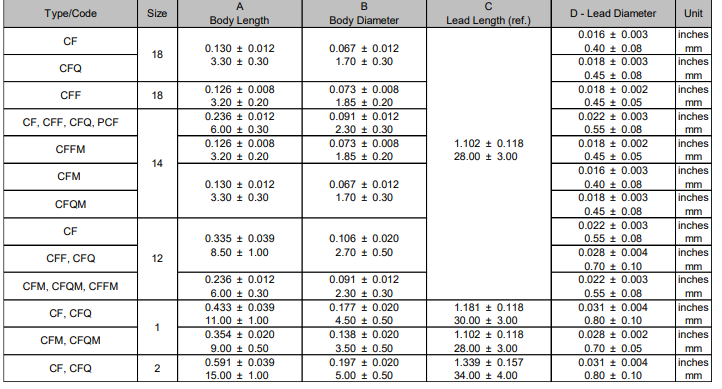 Type/Code Size A Body Length B Body Diameter C Lead Length (ref.) D - Lead Diameter Unit
CF 18 0.130 ± 0.012 0.067 ± 0.012 0.016 ± 0.003 inches
3.30 ± 0.30 1.70 ± 0.30 0.40 ± 0.08 mm
CFQ 0.018 ± 0.003 inches
0.45 ± 0.08 mm
CFF 18 0.126 ± 0.008 0.073 ± 0.008 0.018 ± 0.002 inches
3.20 ± 0.20 1.85 ± 0.20 0.45 ± 0.05 mm
CF, CFF, CFQ, PCF 14 0.236 ± 0.012 0.091 ± 0.012 0.022 ± 0.003 inches
6.00 ± 0.30 2.30 ± 0.30 0.55 ± 0.08 mm
CFFM 0.126 ± 0.008 0.073 ± 0.008 1.102 ± 0.118 0.018 ± 0.002 inches
3.20 ± 0.20 1.85 ± 0.20 28.00 ± 3.00 0.45 ± 0.05 mm
CFM 0.130 ± 0.012 0.067 ± 0.012 0.016 ± 0.003 inches
3.30 ± 0.30 1.70 ± 0.30 0.40 ± 0.08 mm
CFQM 0.018 ± 0.003 inches
0.45 ± 0.08 mm
CF 12 0.335 ± 0.039 0.106 ± 0.020 0.022 ± 0.003 inches
8.50 ± 1.00 2.70 ± 0.50 0.55 ± 0.08 mm
CFF, CFQ 0.028 ± 0.004 inches
0.70 ± 0.10 mm
CFM, CFQM, CFFM 0.236 ± 0.012 0.091 ± 0.012 0.022 ± 0.003 inches
6.00 ± 0.30 2.30 ± 0.30 0.55 ± 0.08 mm
CF, CFQ 1 0.433 ± 0.039 0.177 ± 0.020 1.181 ± 0.118 0.031 ± 0.004 inches
11.00 ± 1.00 4.50 ± 0.50 30.00 ± 3.00 0.80 ± 0.10 mm
CFM, CFQM 0.354 ± 0.020 0.138 ± 0.020 1.102 ± 0.118 0.028 ± 0.002 inches
9.00 ± 0.50 3.50 ± 0.50 28.00 ± 3.00 0.70 ± 0.05 mm
CF, CFQ 2 0.591 ± 0.039 0.197 ± 0.020 1.339 ± 0.157 0.031 ± 0.004 inches
15.00 ± 1.00 5.00 ± 0.50 34.00 ± 4.00 0.80 ± 0.10 mm